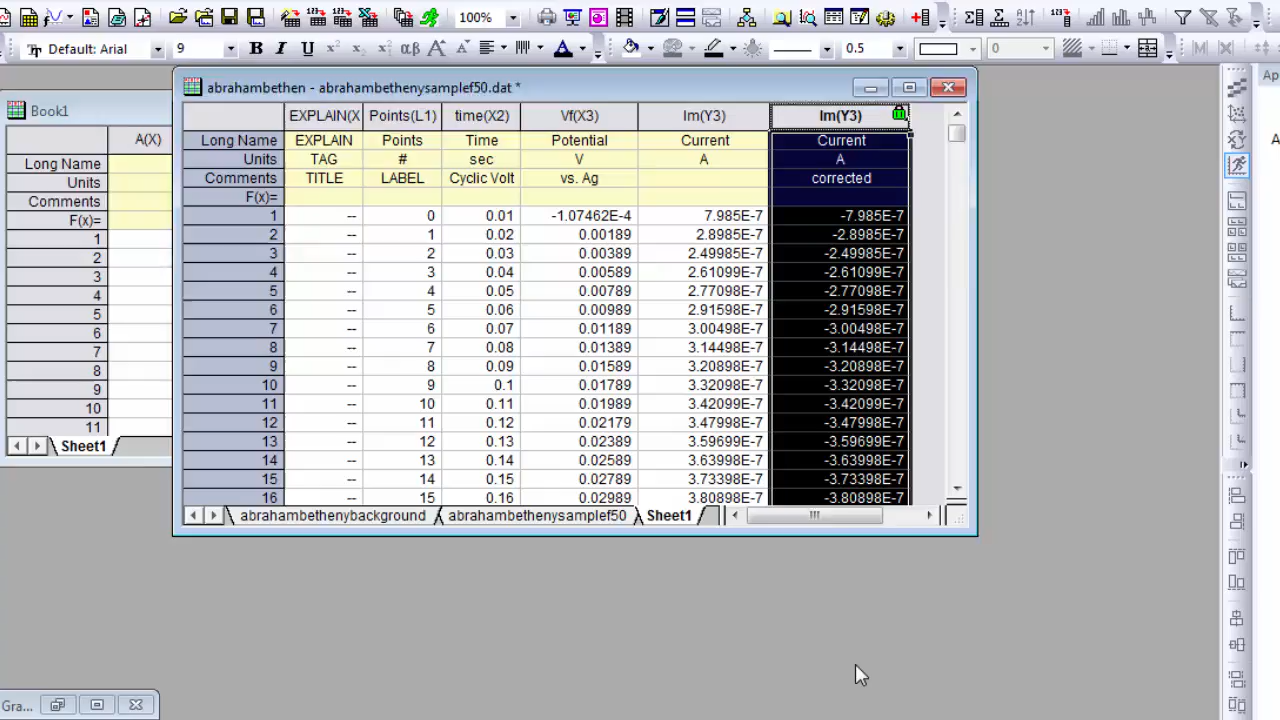 100%
Default: Arial 9 B I U αβ A A 0.5 0
Ap
abrahambethen - abrahambethenysamplef50.dat *
Book1
A(X)
Long Name
Units
Comments
F(x)=
1
2
3
4
5
6
7
8
9
10
11
Sheet1
EXPLAIN(X Points(L1) time(X2) Vf(X3) Im(Y3) Im(Y3)
Long Name EXPLAIN Points Time Potential Current Current
Units TAG # sec V A A
Comments TITLE LABEL Cyclic Volt vs. Ag corrected
F(x)=
1 -- 0 0.01 -1.07462E-4 7.985E-7 -7.985E-7
2 -- 1 0.02 0.00189 2.8985E-7 -2.8985E-7
3 -- 2 0.03 0.00389 2.49985E-7 -2.49985E-7
4 -- 3 0.04 0.00589 2.61099E-7 -2.61099E-7
5 -- 4 0.05 0.00789 2.77098E-7 -2.77098E-7
6 -- 5 0.06 0.00989 2.91598E-7 -2.91598E-7
7 -- 6 0.07 0.01189 3.00498E-7 -3.00498E-7
8 -- 7 0.08 0.01389 3.14498E-7 -3.14498E-7
9 -- 8 0.09 0.01589 3.20898E-7 -3.20898E-7
10 -- 9 0.1 0.01789 3.32098E-7 -3.32098E-7
11 -- 10 0.11 0.01989 3.42099E-7 -3.42099E-7
12 -- 11 0.12 0.02179 3.47998E-7 -3.47998E-7
13 -- 12 0.13 0.02389 3.59699E-7 -3.59699E-7
14 -- 13 0.14 0.02589 3.63998E-7 -3.63998E-7
15 -- 14 0.15 0.02789 3.73398E-7 -3.73398E-7
16 -- 15 0.16 0.02989 3.80898E-7 -3.80898E-7
abrahambethenybackground abrahambethenysamplef50 Sheet1
Gra...